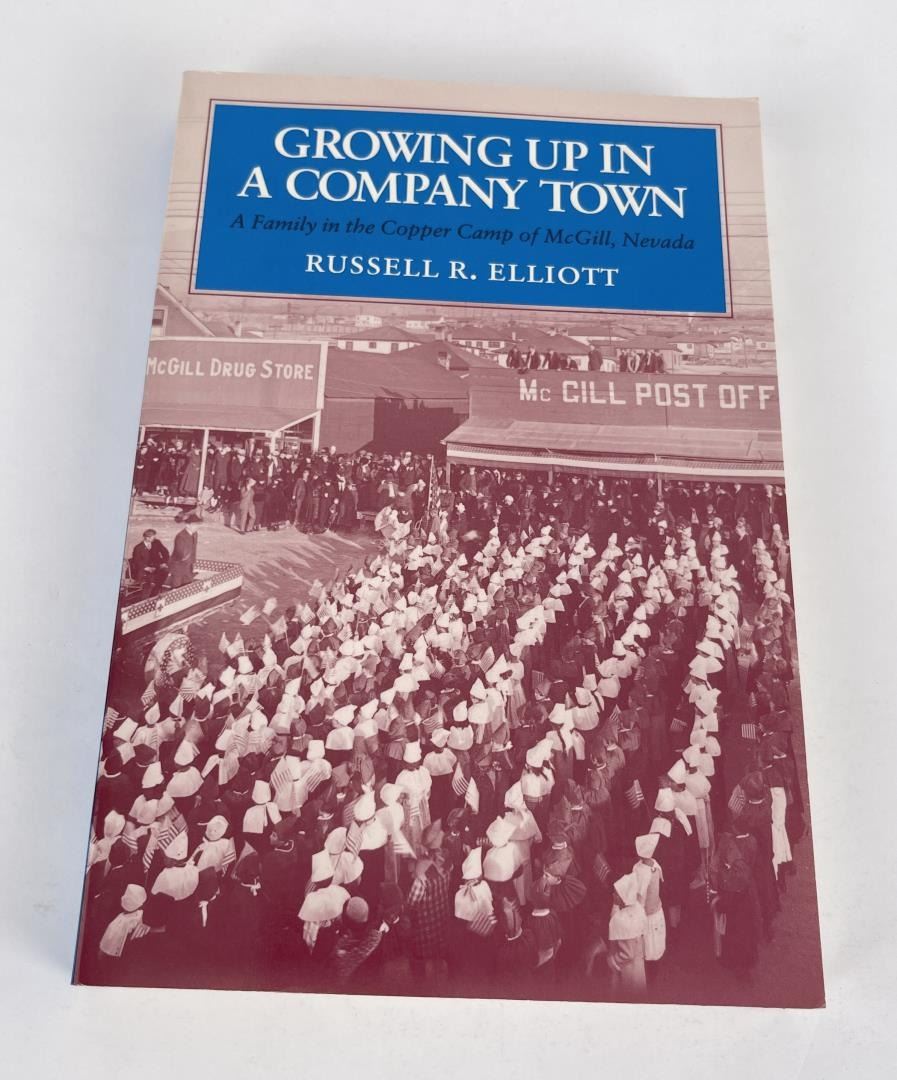 GROWING UP IN
A COMPANY TOWN
A Family in the Copper Camp of McGill, Nevada
RUSSELL R. ELLIOTT
McGILL DRUG STORE
Mc GILL POST OFF